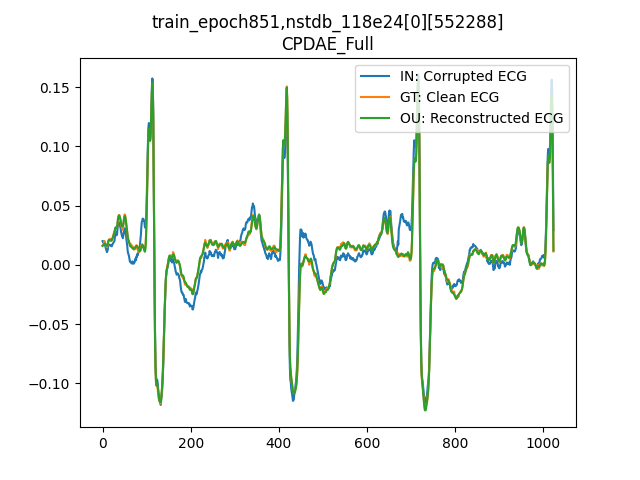 train_epoch851,nstdb_118e24[0][552288]
CPDAE_Full
IN: Corrupted ECG
GT: Clean ECG
OU: Reconstructed ECG
0.15
0.10
0.05
0.00
−0.05
−0.10
0 200 400 600 800 1000